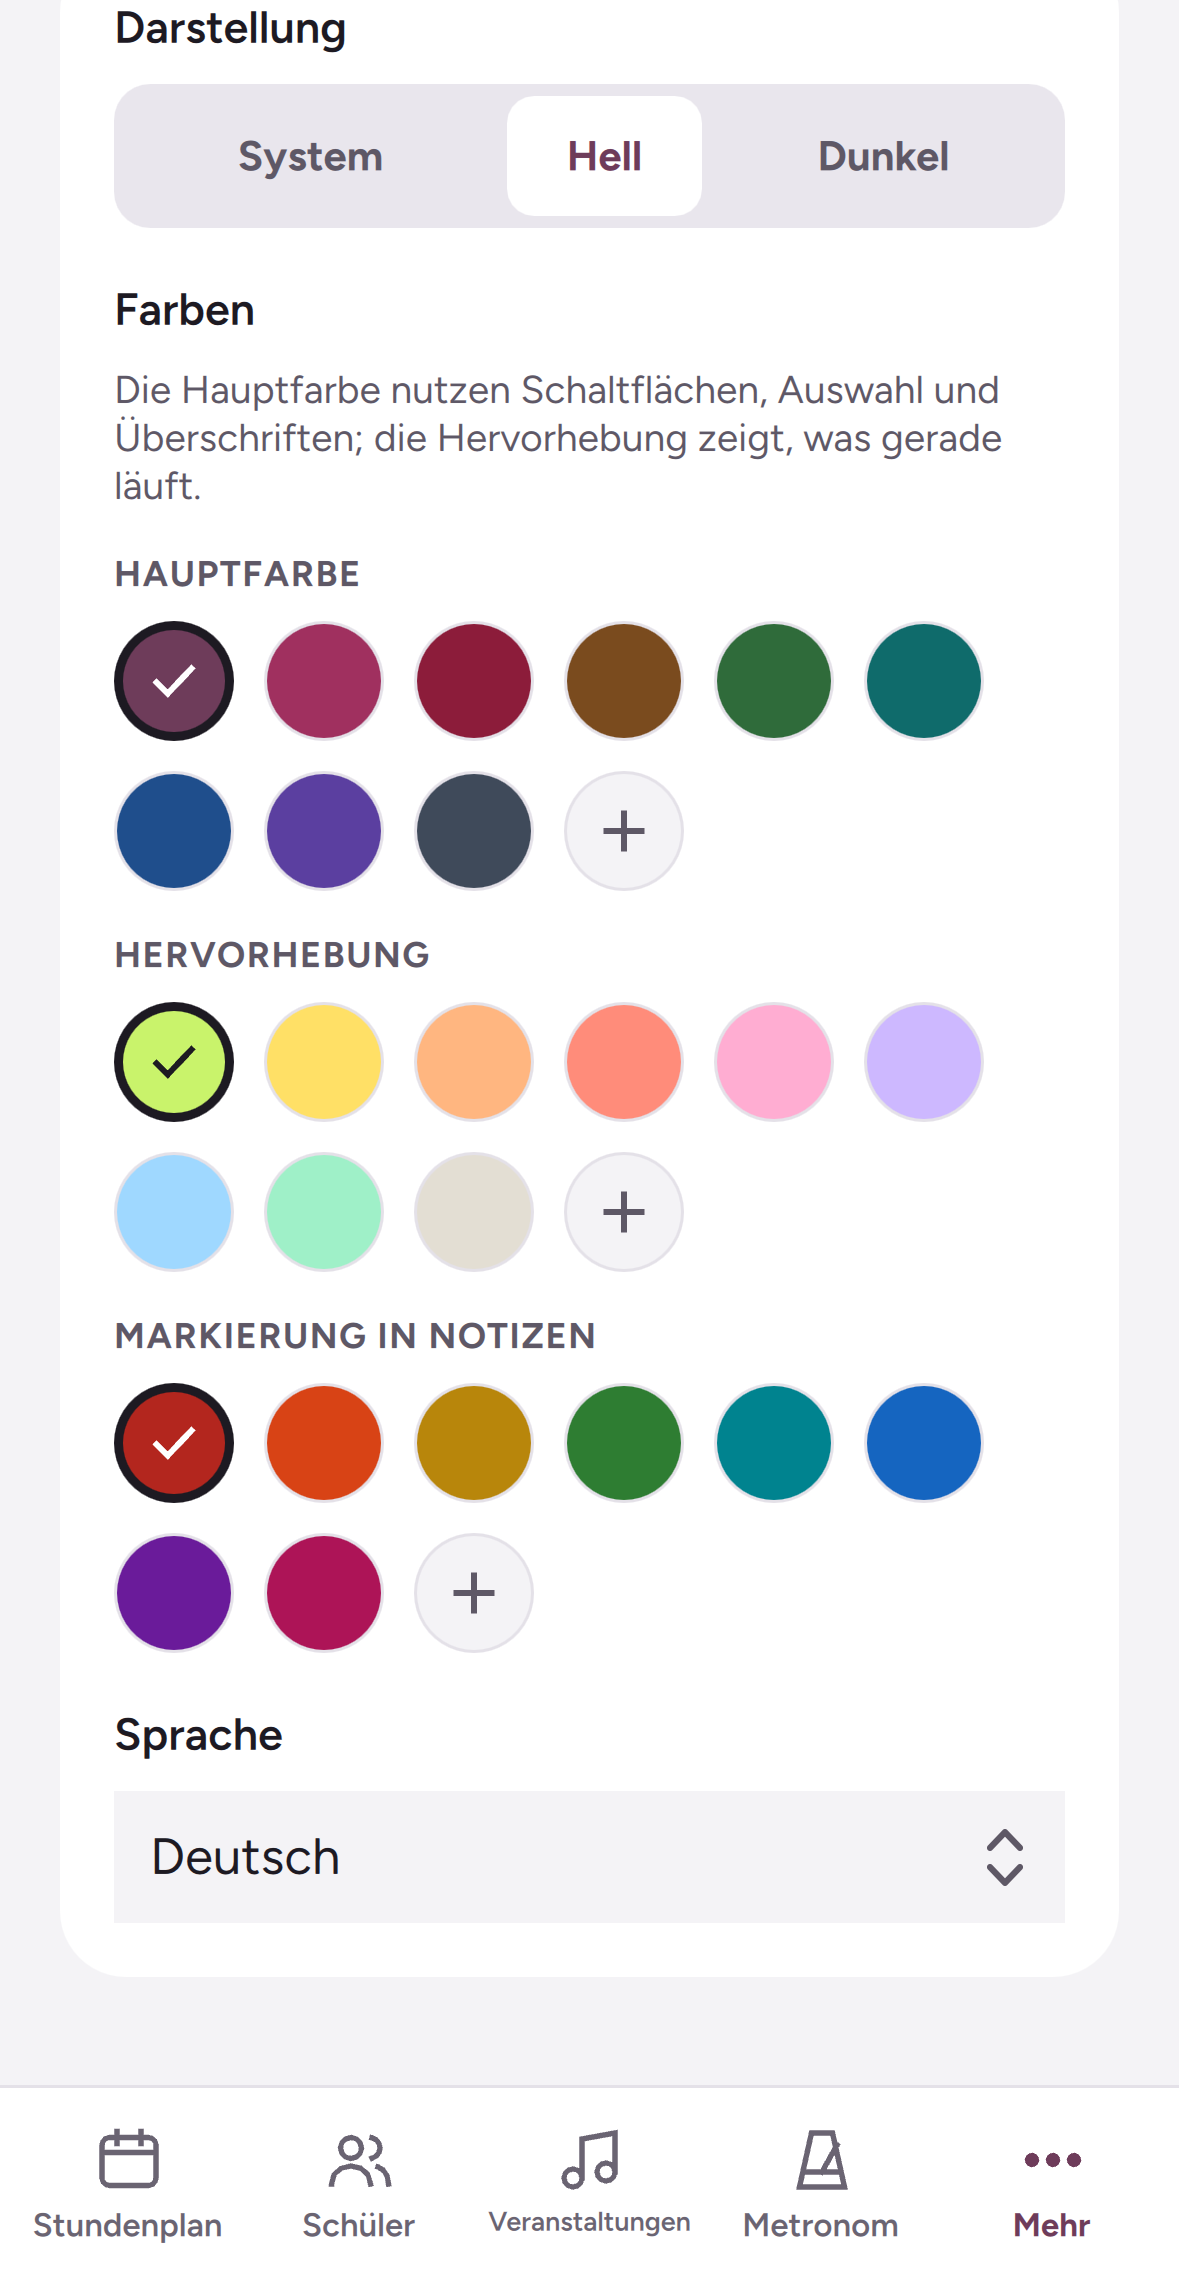 Darstellung
System Hell Dunkel
Farben
Die Hauptfarbe nutzen Schaltflächen, Auswahl und
Überschriften; die Hervorhebung zeigt, was gerade
läuft.
HAUPTFARBE
HERVORHEBUNG
MARKIERUNG IN NOTIZEN
Sprache
Deutsch
Stundenplan Schüler Veranstaltungen Metronom Mehr